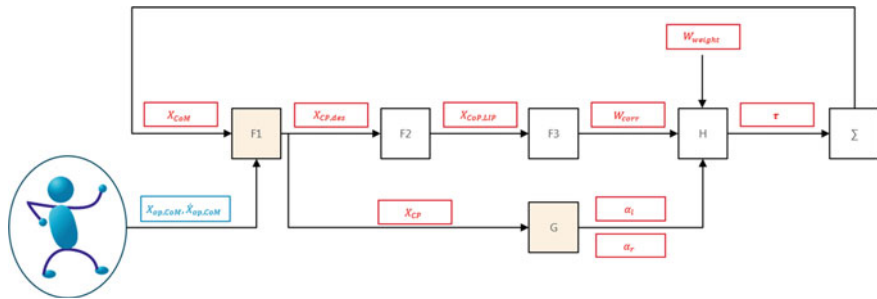 W_weight
X_CoM
F1
X_CP,des
F2
X_CoP,LIP
F3
W_corr
H
τ
Σ
X_op,CoM, Ẋ_op,CoM
X_CP
G
α_l
α_r